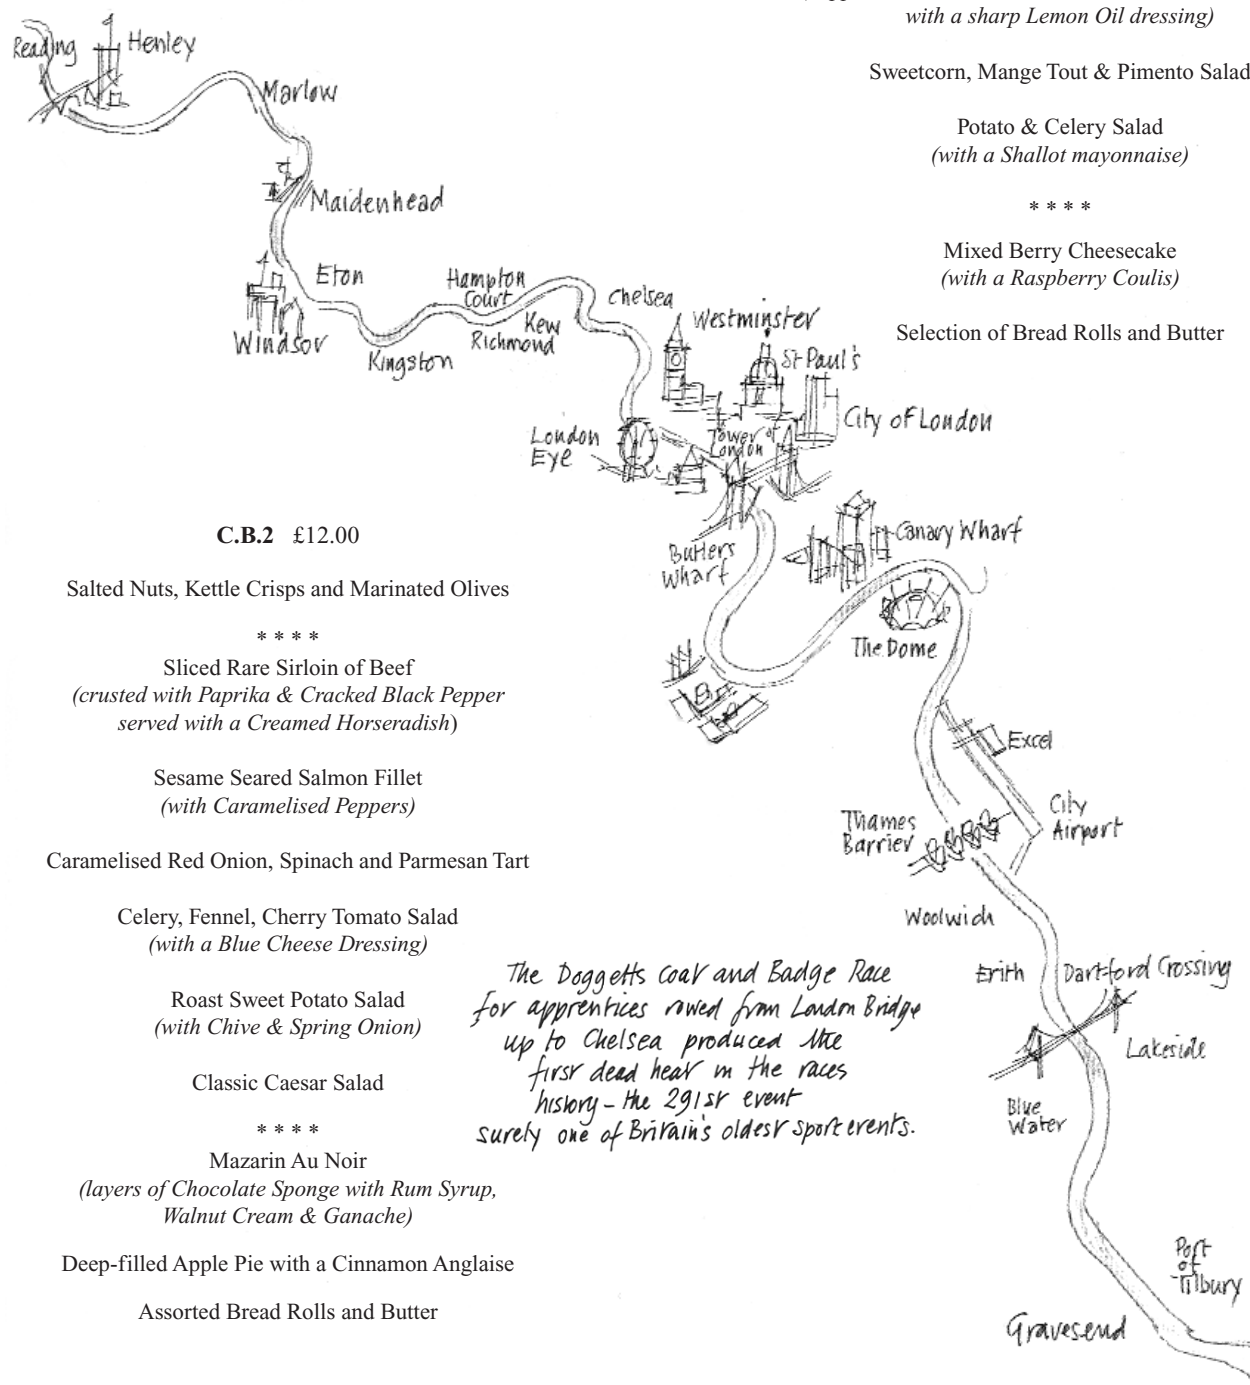 with a sharp Lemon Oil dressing)
Sweetcorn, Mange Tout & Pimento Salad
Potato & Celery Salad
(with a Shallot mayonnaise)
* * * *
Mixed Berry Cheesecake
(with a Raspberry Coulis)
Selection of Bread Rolls and Butter
Reading
Henley
Marlow
Maidenhead
Eton
Windsor
Kingston
Hampton
Court
Kew
Richmond
Chelsea
Westminster
St Paul's
City of London
London
Eye
Tower of
London
Butlers
Wharf
Canary Wharf
The Dome
Excel
City
Airport
Thames
Barrier
Woolwich
Erith
Dartford Crossing
Lakeside
Blue
Water
Port
of
Tilbury
Gravesend
C.B.2 £12.00
Salted Nuts, Kettle Crisps and Marinated Olives
* * * *
Sliced Rare Sirloin of Beef
(crusted with Paprika & Cracked Black Pepper
served with a Creamed Horseradish)
Sesame Seared Salmon Fillet
(with Caramelised Peppers)
Caramelised Red Onion, Spinach and Parmesan Tart
Celery, Fennel, Cherry Tomato Salad
(with a Blue Cheese Dressing)
Roast Sweet Potato Salad
(with Chive & Spring Onion)
Classic Caesar Salad
* * * *
Mazarin Au Noir
(layers of Chocolate Sponge with Rum Syrup,
Walnut Cream & Ganache)
Deep-filled Apple Pie with a Cinnamon Anglaise
Assorted Bread Rolls and Butter
The Doggetts coat and Badge Race
for apprentices rowed from London Bridge
up to Chelsea produced the
first dead heat in the races
history – the 291st event
surely one of Britain's oldest sport events.